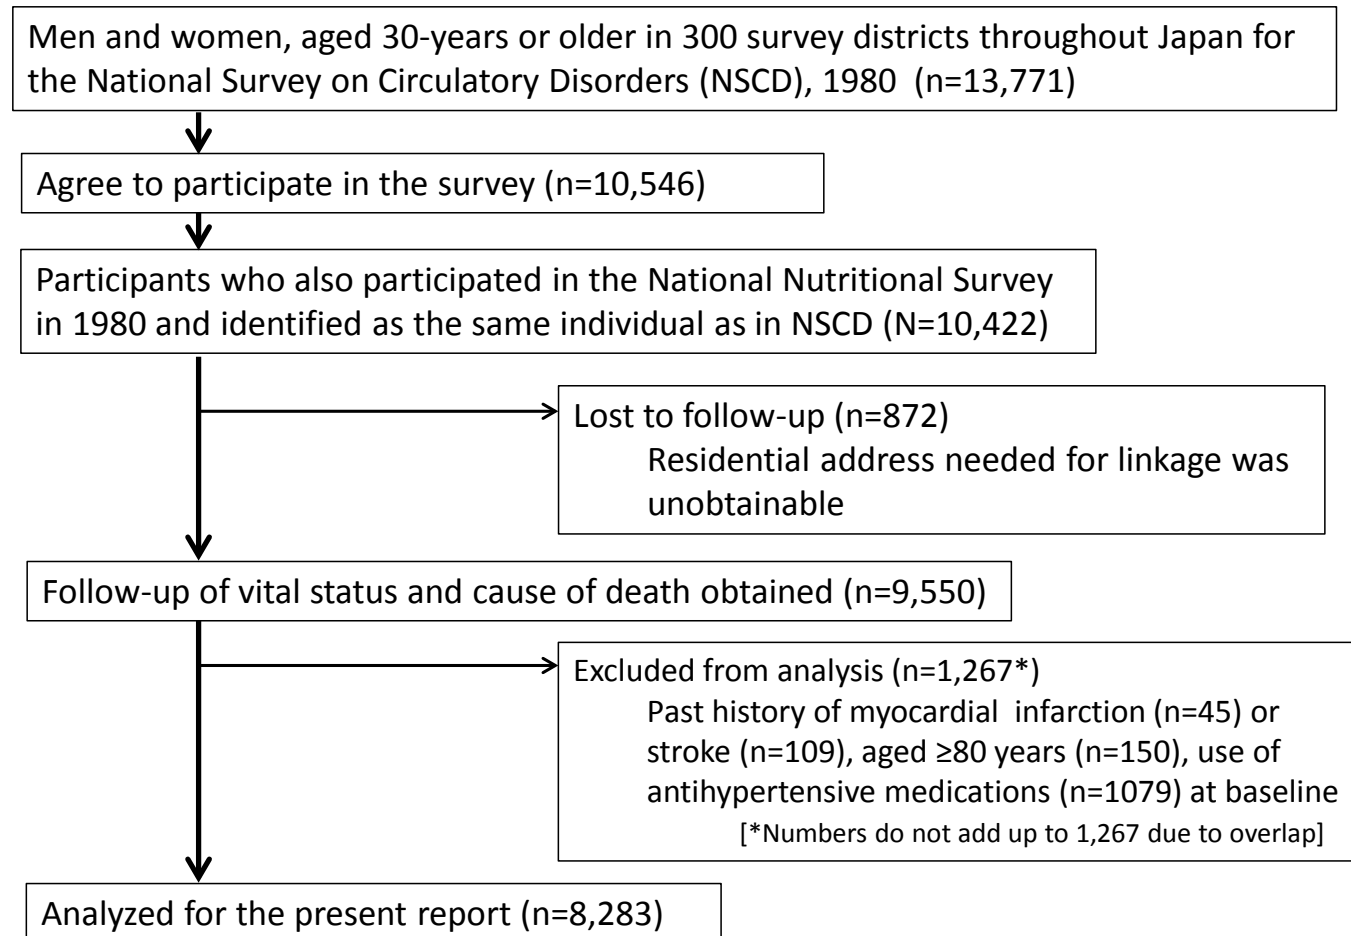 Men and women, aged 30-years or older in 300 survey districts throughout Japan for
the National Survey on Circulatory Disorders (NSCD), 1980 (n=13,771)
Agree to participate in the survey (n=10,546)
Participants who also participated in the National Nutritional Survey
in 1980 and identified as the same individual as in NSCD (N=10,422)
Lost to follow-up (n=872)
Residential address needed for linkage was
unobtainable
Follow-up of vital status and cause of death obtained (n=9,550)
Excluded from analysis (n=1,267*)
Past history of myocardial infarction (n=45) or
stroke (n=109), aged ≥80 years (n=150), use of
antihypertensive medications (n=1079) at baseline
[*Numbers do not add up to 1,267 due to overlap]
Analyzed for the present report (n=8,283)